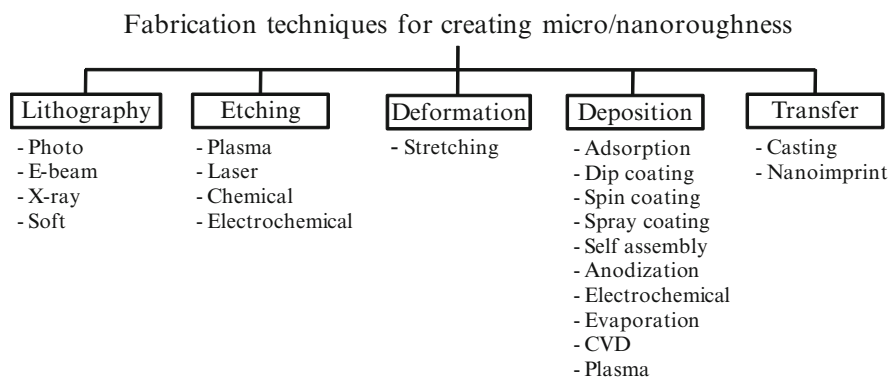 Fabrication techniques for creating micro/nanoroughness
Lithography
- Photo
- E-beam
- X-ray
- Soft
Etching
- Plasma
- Laser
- Chemical
- Electrochemical
Deformation
- Stretching
Deposition
- Adsorption
- Dip coating
- Spin coating
- Spray coating
- Self assembly
- Anodization
- Electrochemical
- Evaporation
- CVD
- Plasma
Transfer
- Casting
- Nanoimprint